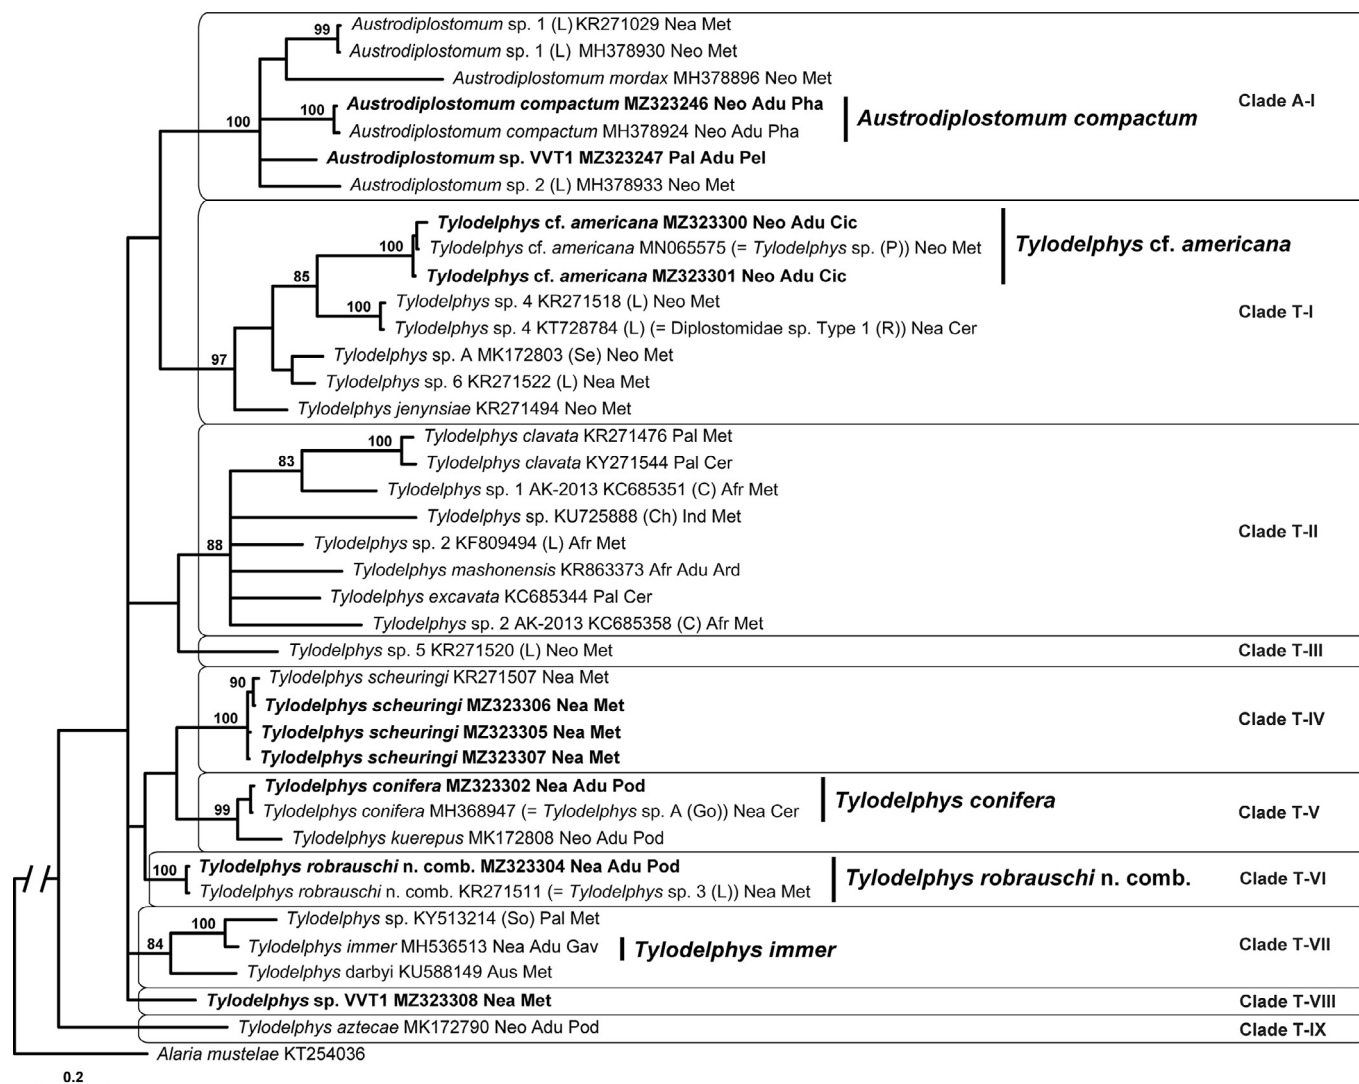 99
Austrodiplostomum sp. 1 (L) KR271029 Nea Met
Austrodiplostomum sp. 1 (L) MH378930 Neo Met
Austrodiplostomum mordax MH378896 Neo Met
Clade A-I
100
100
Austrodiplostomum compactum MZ323246 Neo Adu Pha
Austrodiplostomum compactum
Austrodiplostomum compactum MH378924 Neo Adu Pha
Austrodiplostomum sp. VVT1 MZ323247 Pal Adu Pel
Austrodiplostomum sp. 2 (L) MH378933 Neo Met
Tylodelphys cf. americana MZ323300 Neo Adu Cic
100
Tylodelphys cf. americana MN065575 (= Tylodelphys sp. (P)) Neo Met
Tylodelphys cf. americana
85
Tylodelphys cf. americana MZ323301 Neo Adu Cic
Tylodelphys sp. 4 KR271518 (L) Neo Met
100
Clade T-I
Tylodelphys sp. 4 KT728784 (L) (= Diplostomidae sp. Type 1 (R)) Nea Cer
97
Tylodelphys sp. A MK172803 (Se) Neo Met
Tylodelphys sp. 6 KR271522 (L) Nea Met
Tylodelphys jenynsiae KR271494 Neo Met
100
Tylodelphys clavata KR271476 Pal Met
83
Tylodelphys clavata KY271544 Pal Cer
Tylodelphys sp. 1 AK-2013 KC685351 (C) Afr Met
Tylodelphys sp. KU725888 (Ch) Ind Met
Clade T-II
88
Tylodelphys sp. 2 KF809494 (L) Afr Met
Tylodelphys mashonensis KR863373 Afr Adu Ard
Tylodelphys excavata KC685344 Pal Cer
Tylodelphys sp. 2 AK-2013 KC685358 (C) Afr Met
Tylodelphys sp. 5 KR271520 (L) Neo Met
Clade T-III
90
Tylodelphys scheuringi KR271507 Nea Met
Tylodelphys scheuringi MZ323306 Nea Met
100
Clade T-IV
Tylodelphys scheuringi MZ323305 Nea Met
Tylodelphys scheuringi MZ323307 Nea Met
Tylodelphys conifera MZ323302 Nea Adu Pod
99
Tylodelphys conifera MH368947 (= Tylodelphys sp. A (Go)) Nea Cer
Tylodelphys conifera
Clade T-V
Tylodelphys kuerepus MK172808 Neo Adu Pod
100
Tylodelphys robrauschi n. comb. MZ323304 Nea Adu Pod
Tylodelphys robrauschi n. comb.
Clade T-VI
Tylodelphys robrauschi n. comb. KR271511 (= Tylodelphys sp. 3 (L)) Nea Met
100
Tylodelphys sp. KY513214 (So) Pal Met
84
Tylodelphys immer MH536513 Nea Adu Gav
Tylodelphys immer
Clade T-VII
Tylodelphys darbyi KU588149 Aus Met
Tylodelphys sp. VVT1 MZ323308 Nea Met
Clade T-VIII
Tylodelphys aztecae MK172790 Neo Adu Pod
Clade T-IX
Alaria mustelae KT254036
0.2